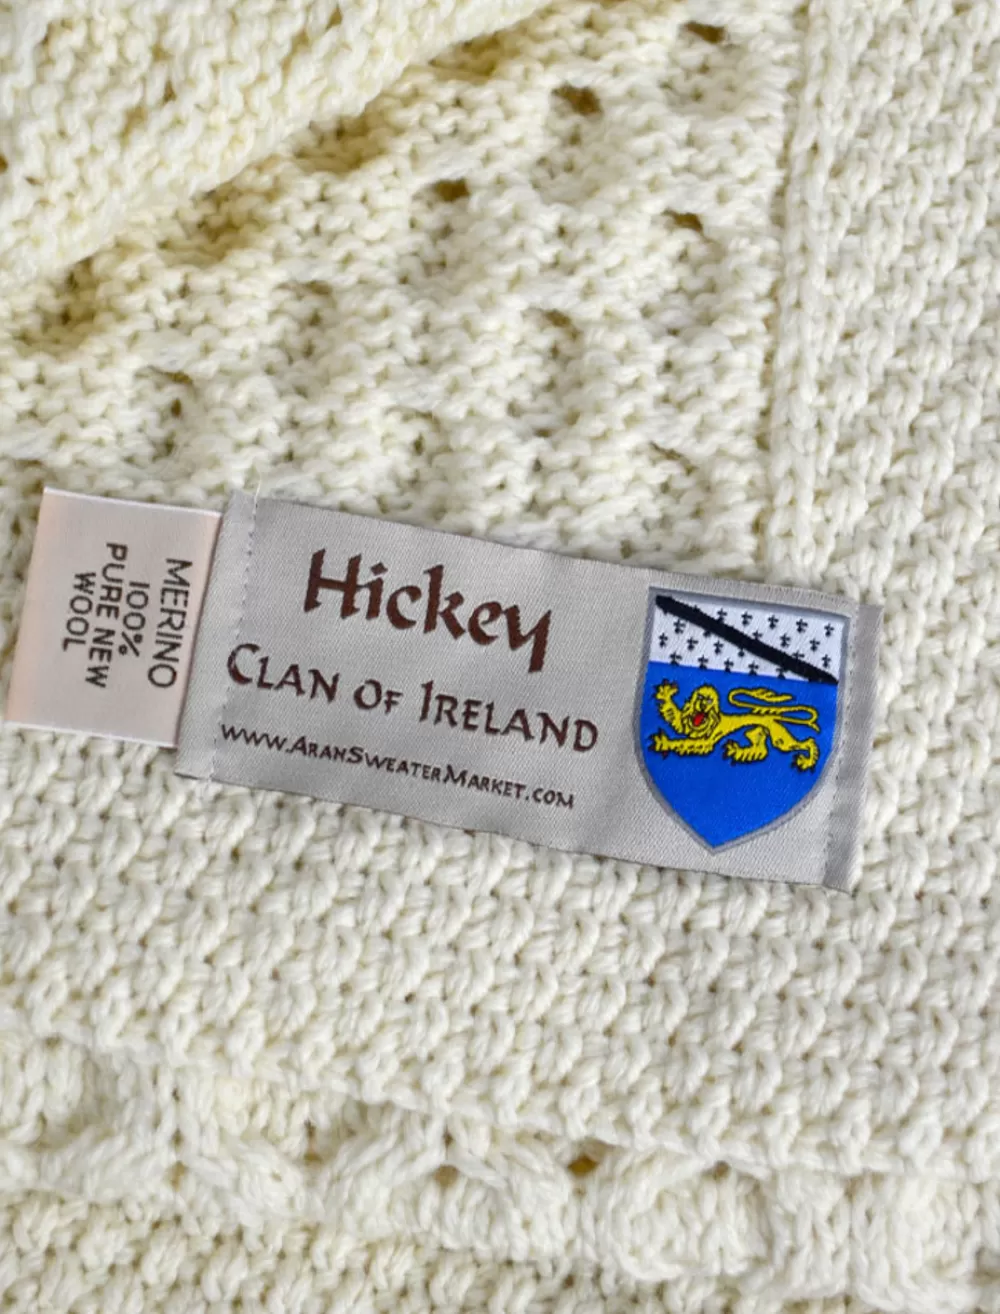 Hickey
CLAN OF IRELAND
WWW.ARANSWEATERMARKET.COM
MERINO
100%
PURE NEW
WOOL